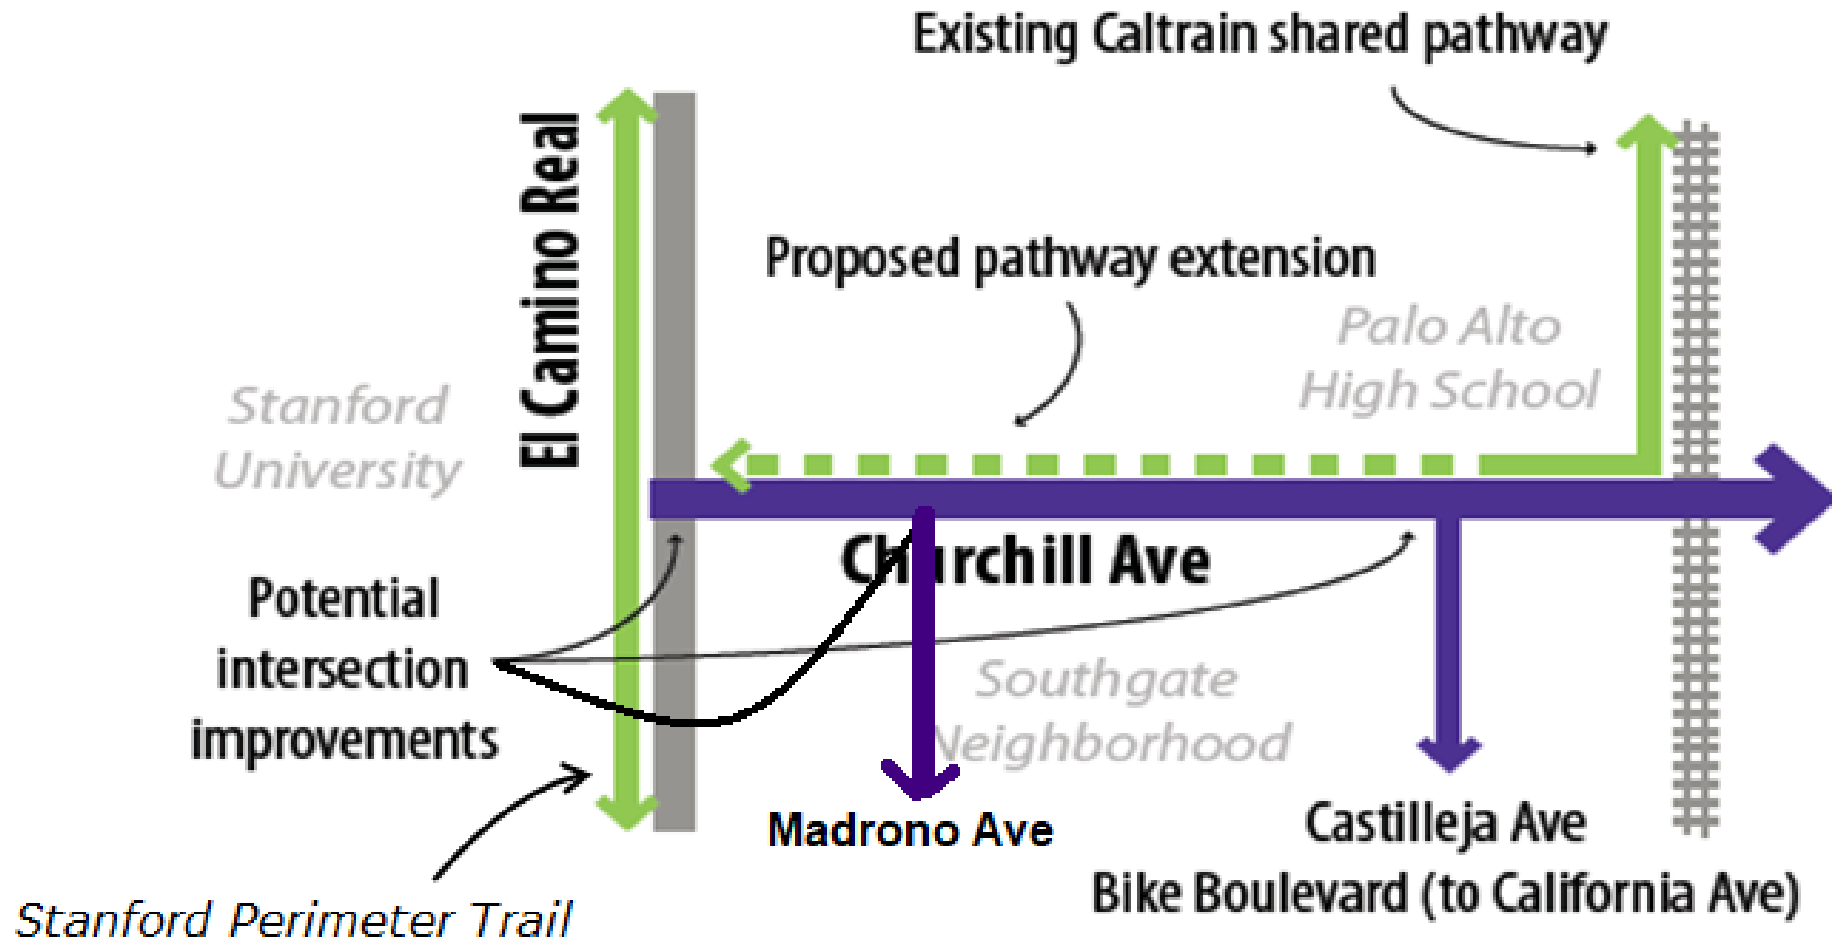 Existing Caltrain shared pathway
El Camino Real
Proposed pathway extension
Palo Alto
High School
Stanford
University
Churchill Ave
Potential
intersection
improvements
Southgate
Neighborhood
Madrono Ave
Castilleja Ave
Bike Boulevard (to California Ave)
Stanford Perimeter Trail